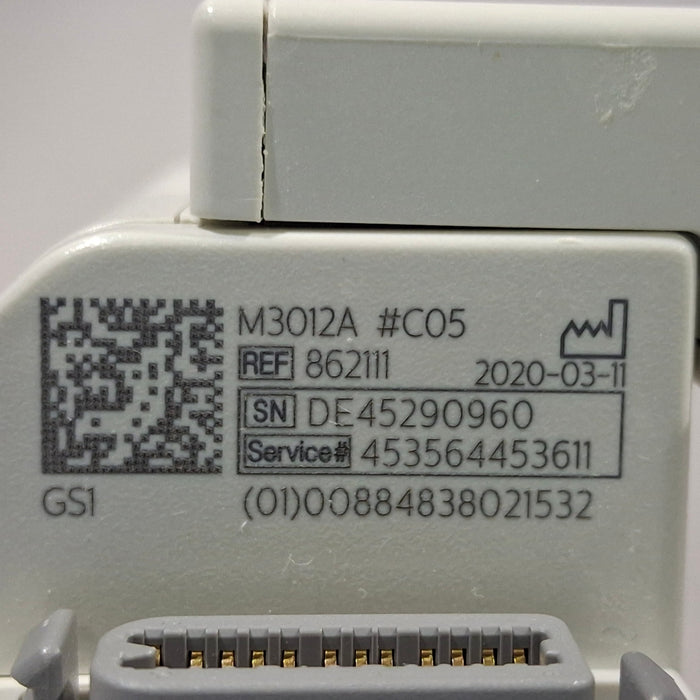 M3012A #C05
REF 862111
2020-03-11
SN DE45290960
Service# 453564453611
GS1
(01)00884838021532